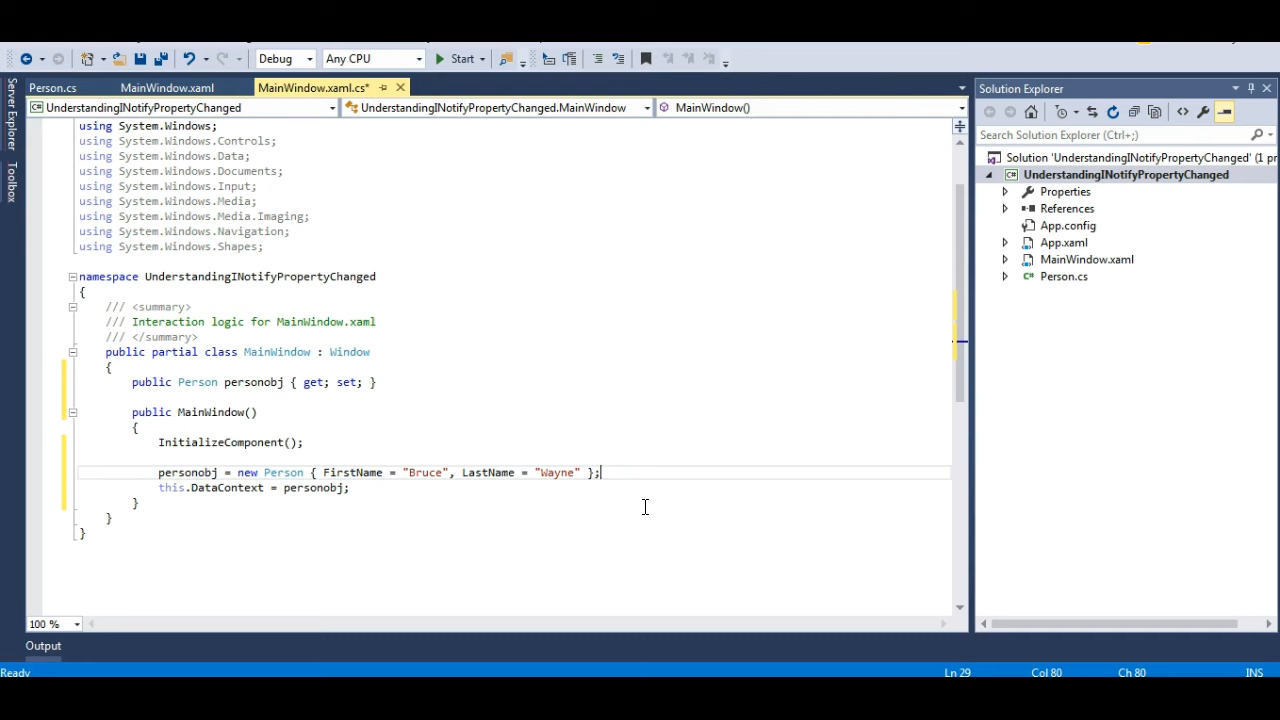 Debug
Any CPU
Start
Server Explorer
Toolbox
Person.cs
MainWindow.xaml
MainWindow.xaml.cs*
UnderstandingINotifyPropertyChanged
UnderstandingINotifyPropertyChanged.MainWindow
MainWindow()
using System.Windows;
using System.Windows.Controls;
using System.Windows.Data;
using System.Windows.Documents;
using System.Windows.Input;
using System.Windows.Media;
using System.Windows.Media.Imaging;
using System.Windows.Navigation;
using System.Windows.Shapes;
namespace UnderstandingINotifyPropertyChanged
{
/// <summary>
/// Interaction logic for MainWindow.xaml
/// </summary>
public partial class MainWindow : Window
{
public Person personobj { get; set; }
public MainWindow()
{
InitializeComponent();
personobj = new Person { FirstName = "Bruce", LastName = "Wayne" };
this.DataContext = personobj;
}
}
}
100 %
Output
Ready
Ln 29
Col 80
Ch 80
INS
Solution Explorer
Search Solution Explorer (Ctrl+;)
Solution 'UnderstandingINotifyPropertyChanged' (1 pr
UnderstandingINotifyPropertyChanged
Properties
References
App.config
App.xaml
MainWindow.xaml
Person.cs